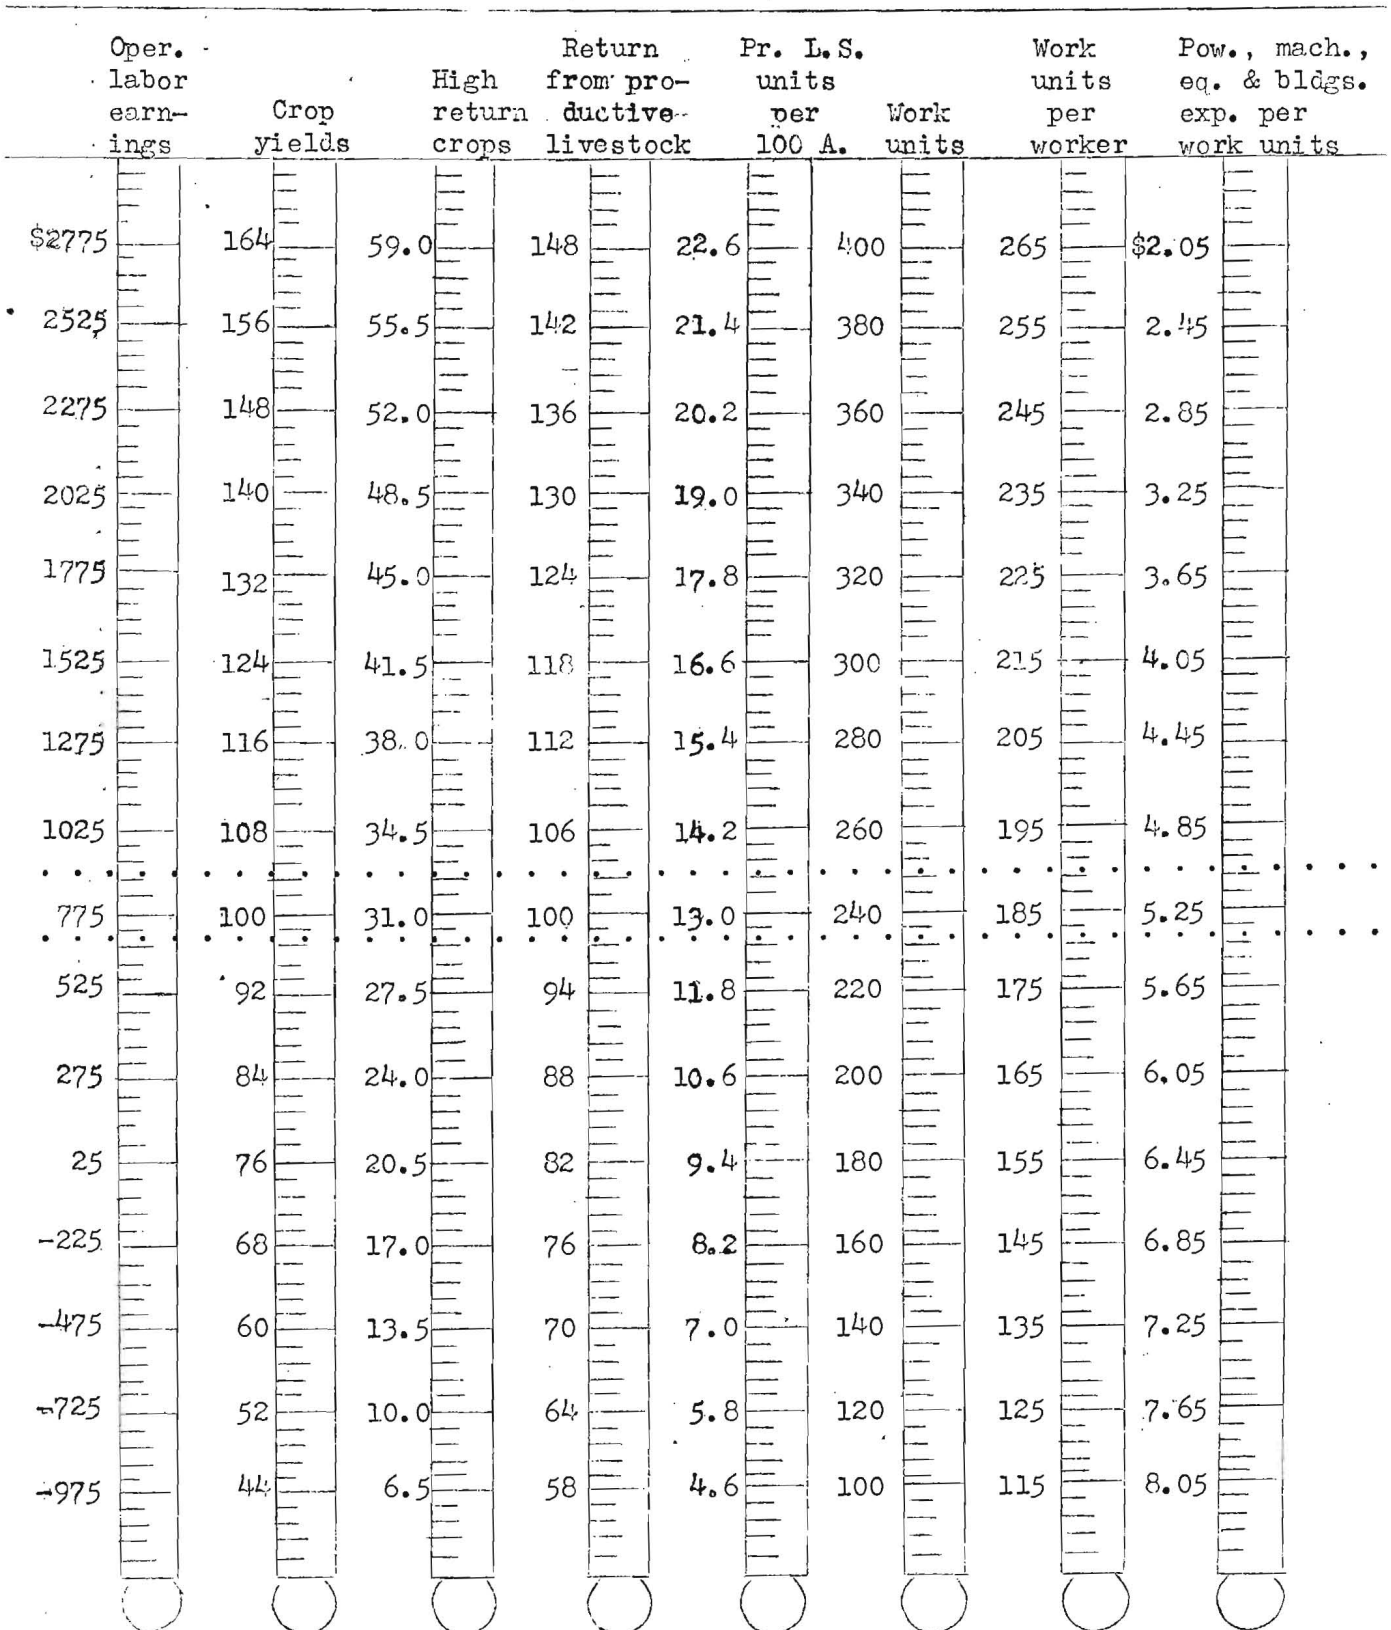 Oper. Return Pr. L.S. Work Pow., mach.,
labor High from pro- units units eq. & bldgs.
earn- Crop return ductive- per Work per exp. per
ings yields crops livestock 100 A. units worker work units
$2775 164 59.0 148 22.6 400 265 $2.05
2525 156 55.5 142 21.4 380 255 2.45
2275 148 52.0 136 20.2 360 245 2.85
2025 140 48.5 130 19.0 340 235 3.25
1775 132 45.0 124 17.8 320 225 3.65
1525 124 41.5 118 16.6 300 215 4.05
1275 116 38.0 112 15.4 280 205 4.45
1025 108 34.5 106 14.2 260 195 4.85
775 100 31.0 100 13.0 240 185 5.25
525 92 27.5 94 11.8 220 175 5.65
275 84 24.0 88 10.6 200 165 6.05
25 76 20.5 82 9.4 180 155 6.45
-225 68 17.0 76 8.2 160 145 6.85
-475 60 13.5 70 7.0 140 135 7.25
-725 52 10.0 64 5.8 120 125 7.65
-975 44 6.5 58 4.6 100 115 8.05